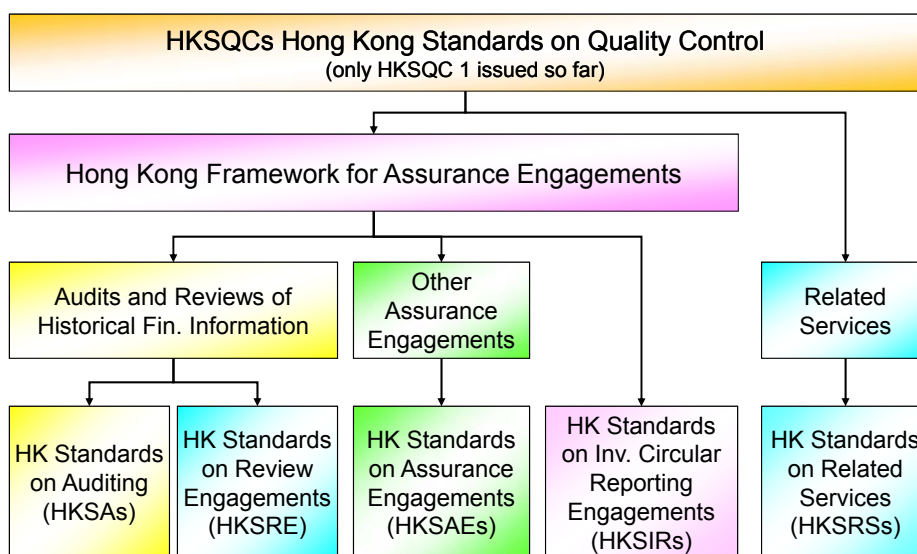 HKSQCs Hong Kong Standards on Quality Control
(only HKSQC 1 issued so far)
Hong Kong Framework for Assurance Engagements
Audits and Reviews of
Historical Fin. Information
Other
Assurance
Engagements
Related
Services
HK Standards
on Auditing
(HKSAs)
HK Standards
on Review
Engagements
(HKSRE)
HK Standards
on Assurance
Engagements
(HKSAEs)
HK Standards
on Inv. Circular
Reporting
Engagements
(HKSIRs)
HK Standards
on Related
Services
(HKSRSs)